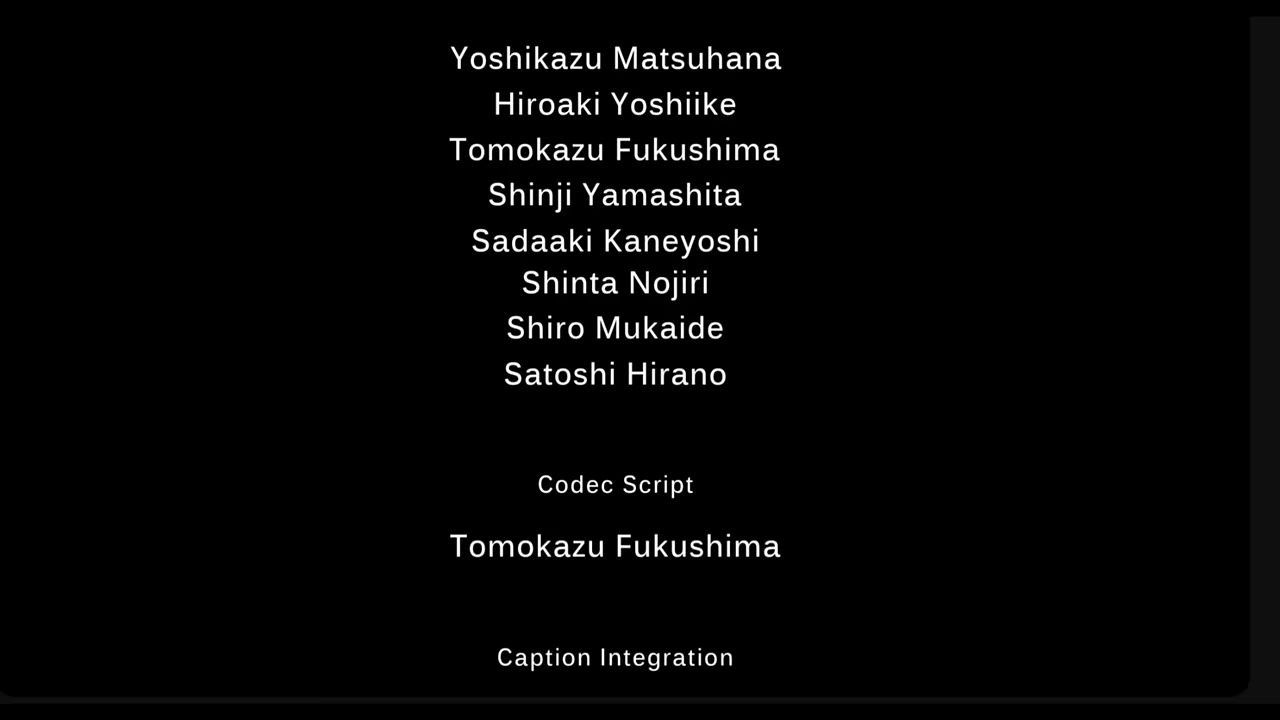 Yoshikazu Matsuhana
Hiroaki Yoshiike
Tomokazu Fukushima
Shinji Yamashita
Sadaaki Kaneyoshi
Shinta Nojiri
Shiro Mukaide
Satoshi Hirano
Codec Script
Tomokazu Fukushima
Caption Integration